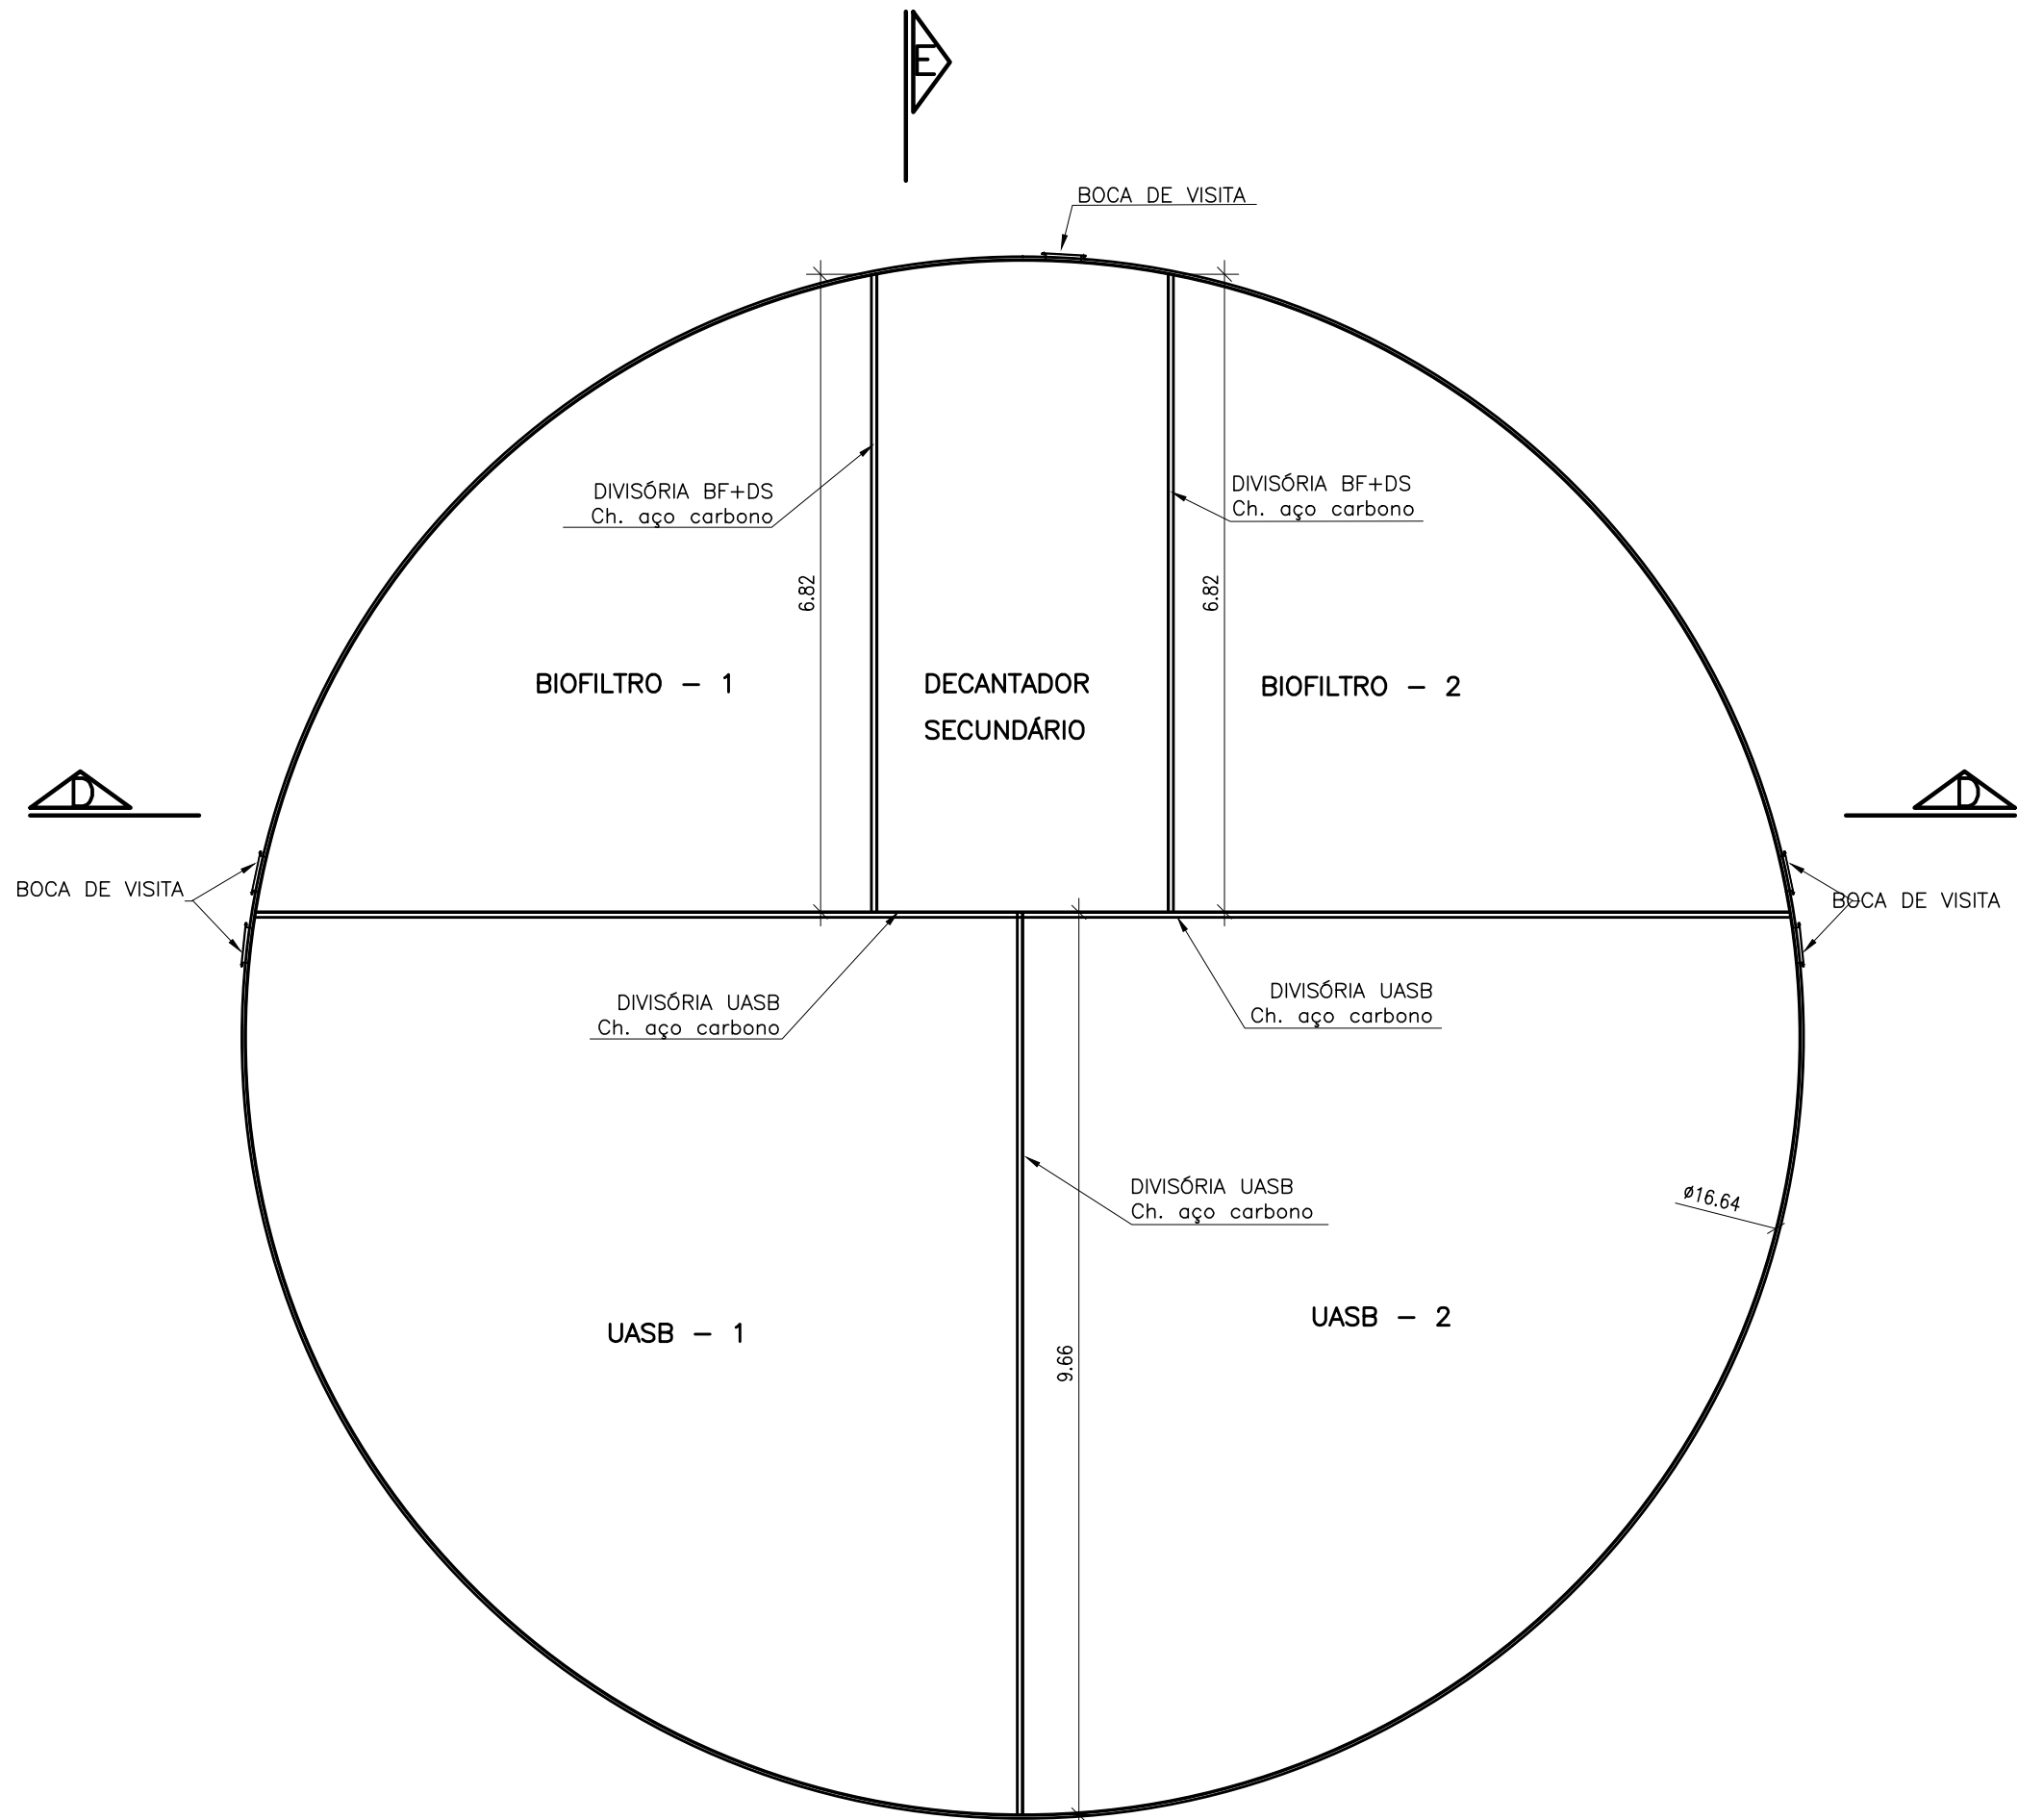 E
BOCA DE VISITA
DIVISÓRIA BF+DS
Ch. aço carbono
DIVISÓRIA BF+DS
Ch. aço carbono
6.82
6.82
BIOFILTRO - 1
DECANTADOR
SECUNDÁRIO
BIOFILTRO - 2
D
D
BOCA DE VISITA
BOCA DE VISITA
DIVISÓRIA UASB
Ch. aço carbono
DIVISÓRIA UASB
Ch. aço carbono
DIVISÓRIA UASB
Ch. aço carbono
ø16.64
UASB - 1
9.66
UASB - 2